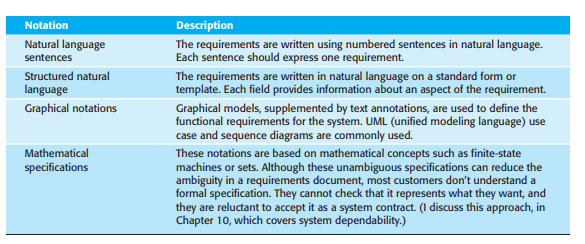 Notation Description
Natural language The requirements are written using numbered sentences in natural language.
sentences Each sentence should express one requirement.
Structured natural The requirements are written in natural language on a standard form or
language template. Each field provides information about an aspect of the requirement.
Graphical notations Graphical models, supplemented by text annotations, are used to define the
functional requirements for the system. UML (unified modeling language) use
case and sequence diagrams are commonly used.
Mathematical These notations are based on mathematical concepts such as finite-state
specifications machines or sets. Although these unambiguous specifications can reduce the
ambiguity in a requirements document, most customers don't understand a
formal specification. They cannot check that it represents what they want, and
they are reluctant to accept it as a system contract. (I discuss this approach, in
Chapter 10, which covers system dependability.)